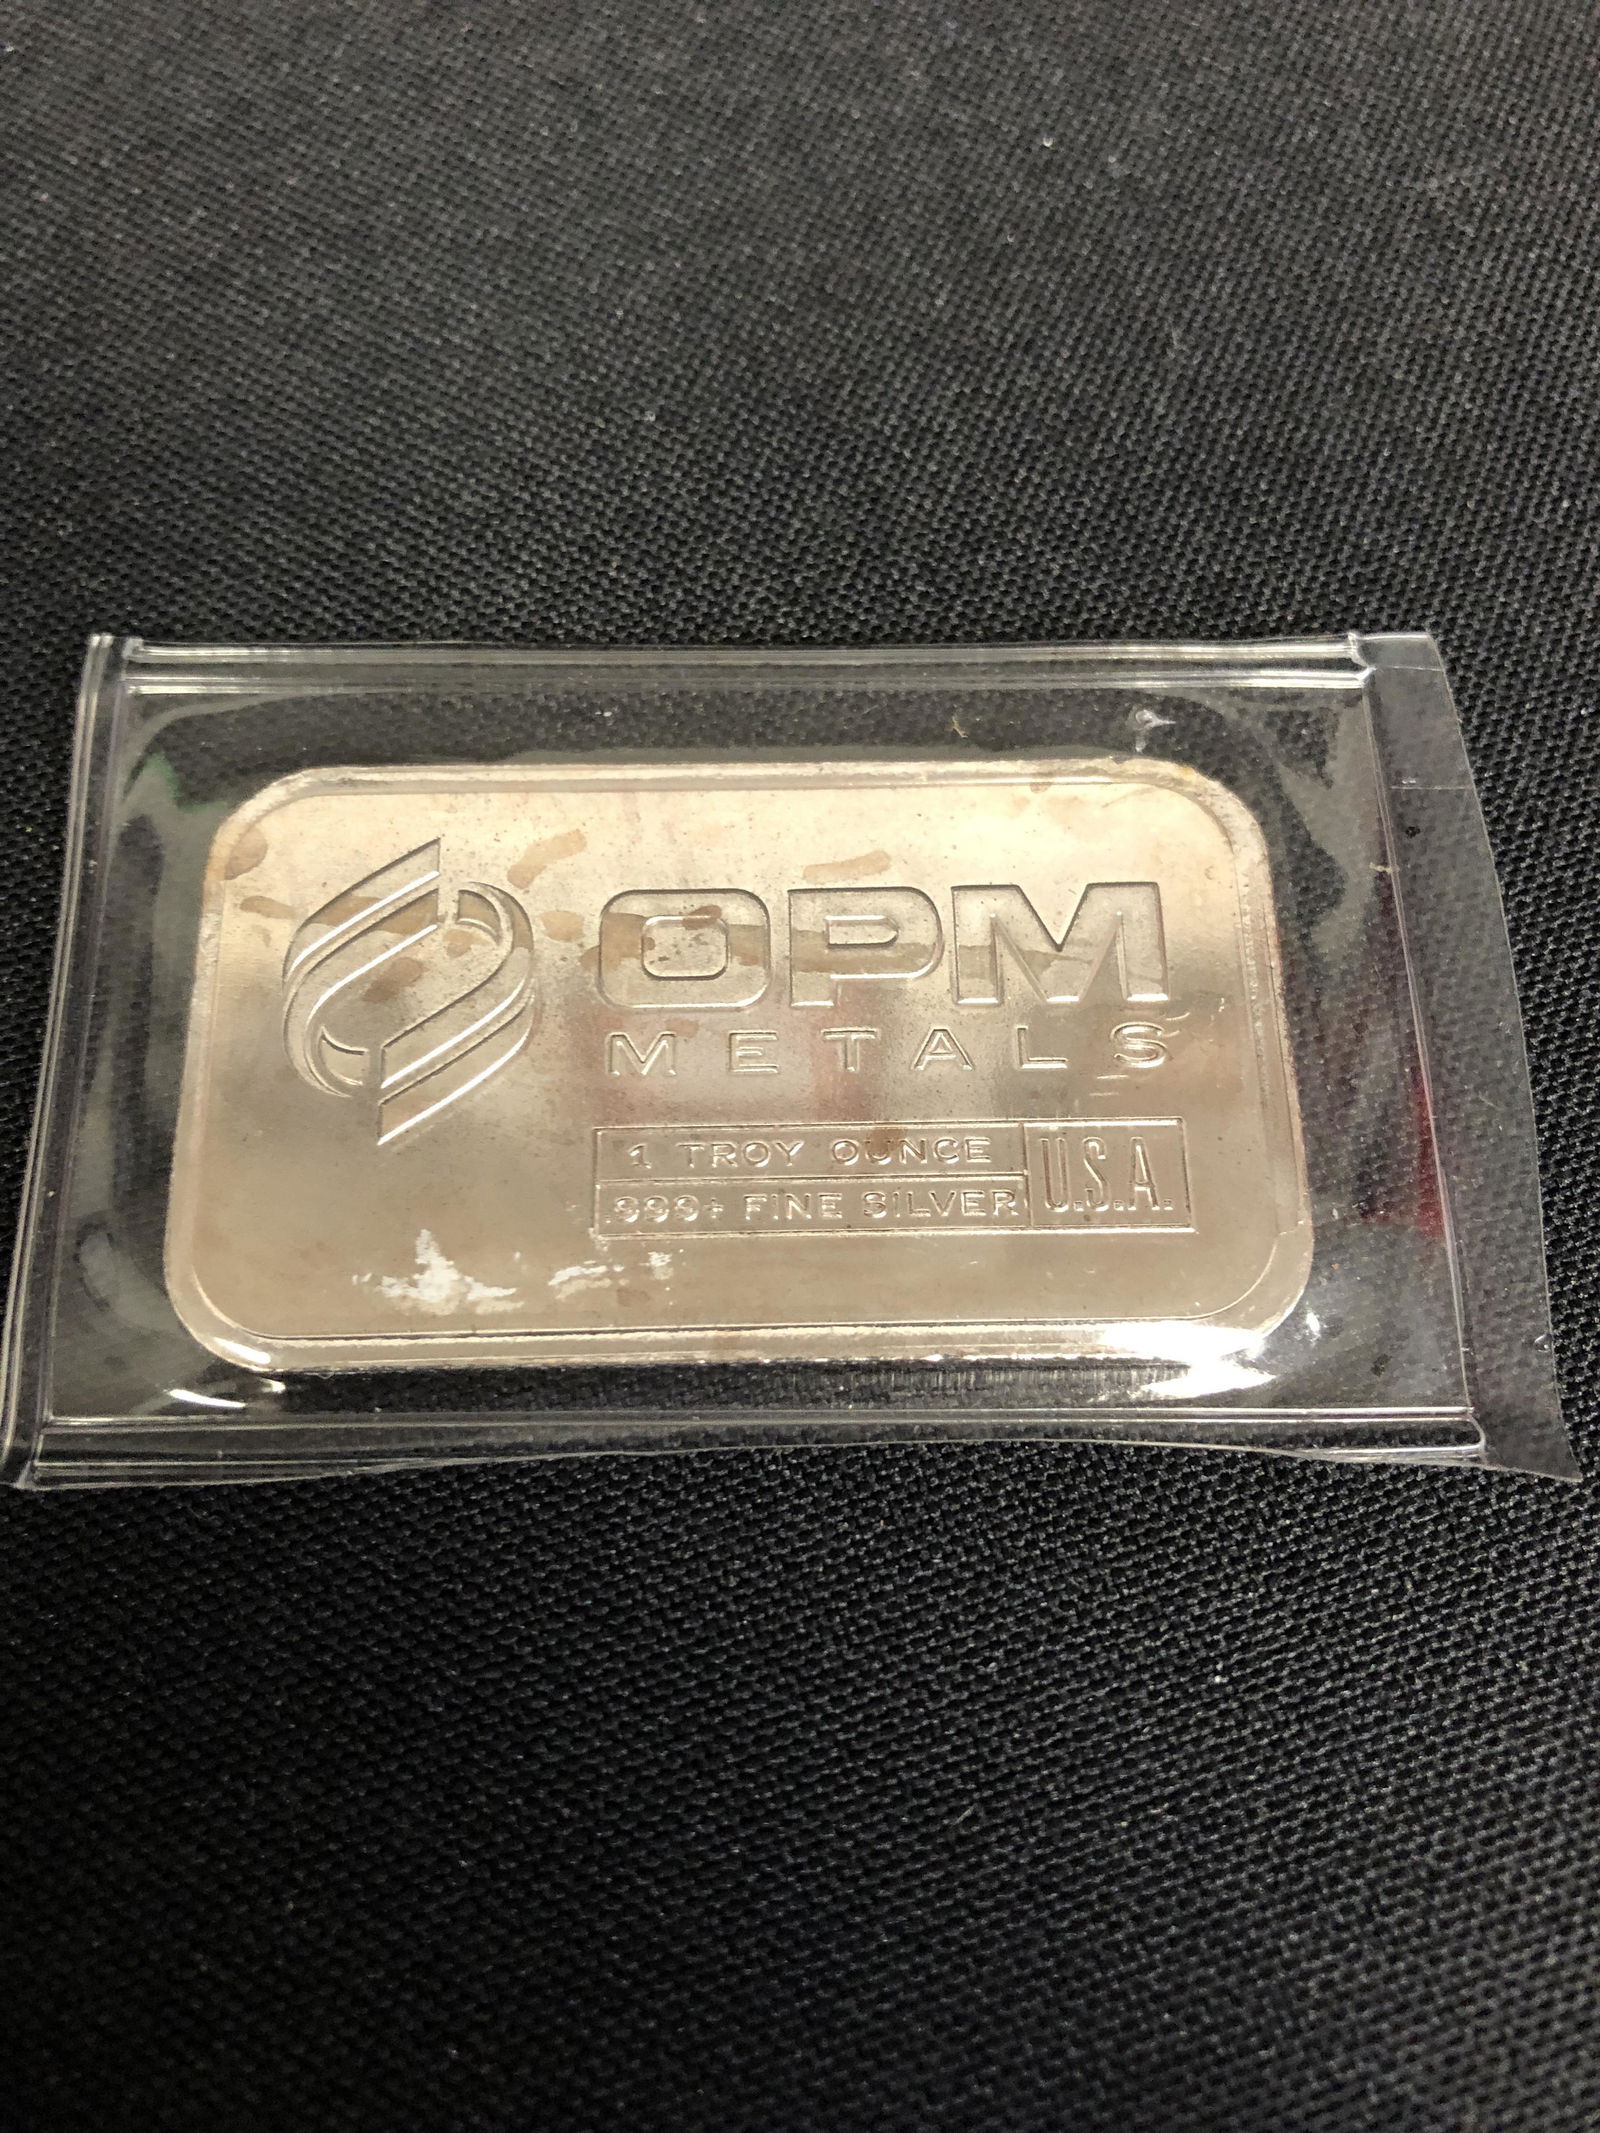 OPM
METALS
1 TROY OUNCE
.999+ FINE SILVER
U.S.A.